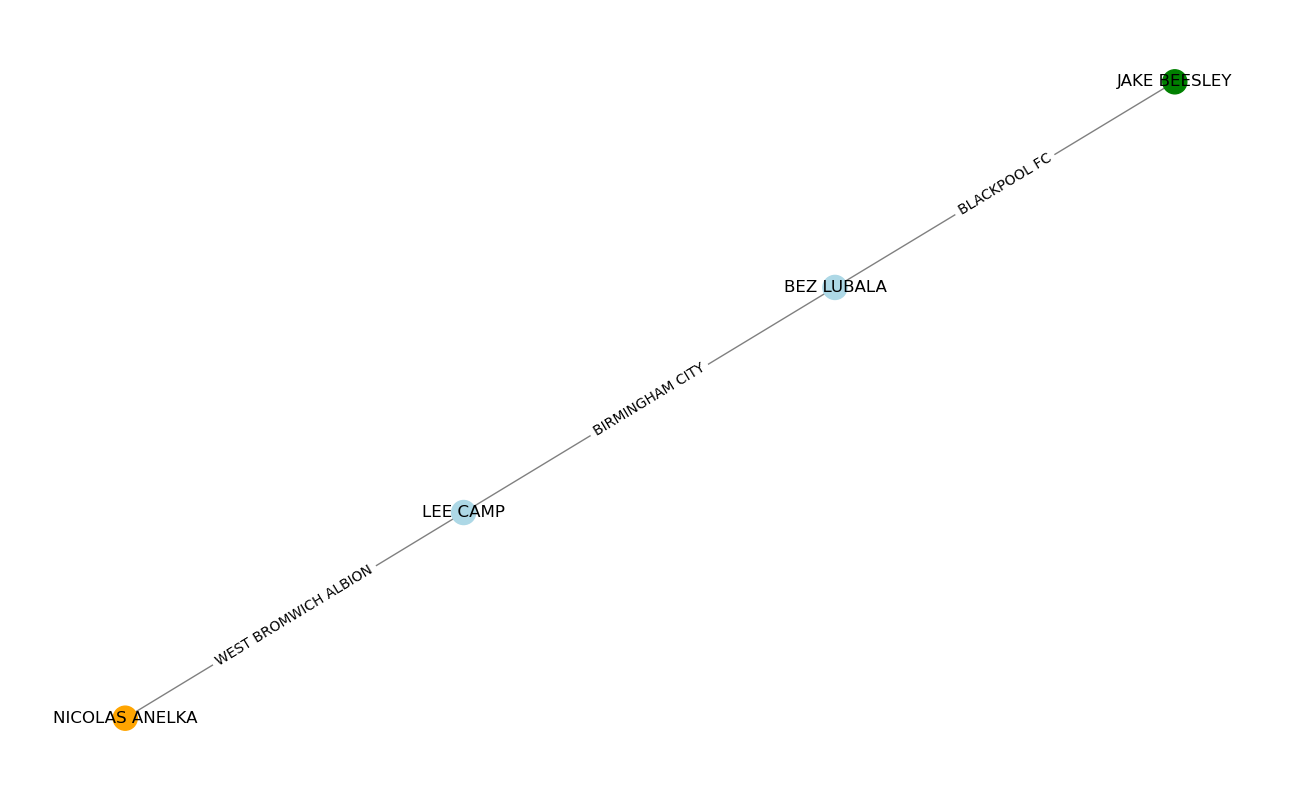 JAKE BEESLEY
BLACKPOOL FC
BEZ LUBALA
BIRMINGHAM CITY
LEE CAMP
WEST BROMWICH ALBION
NICOLAS ANELKA